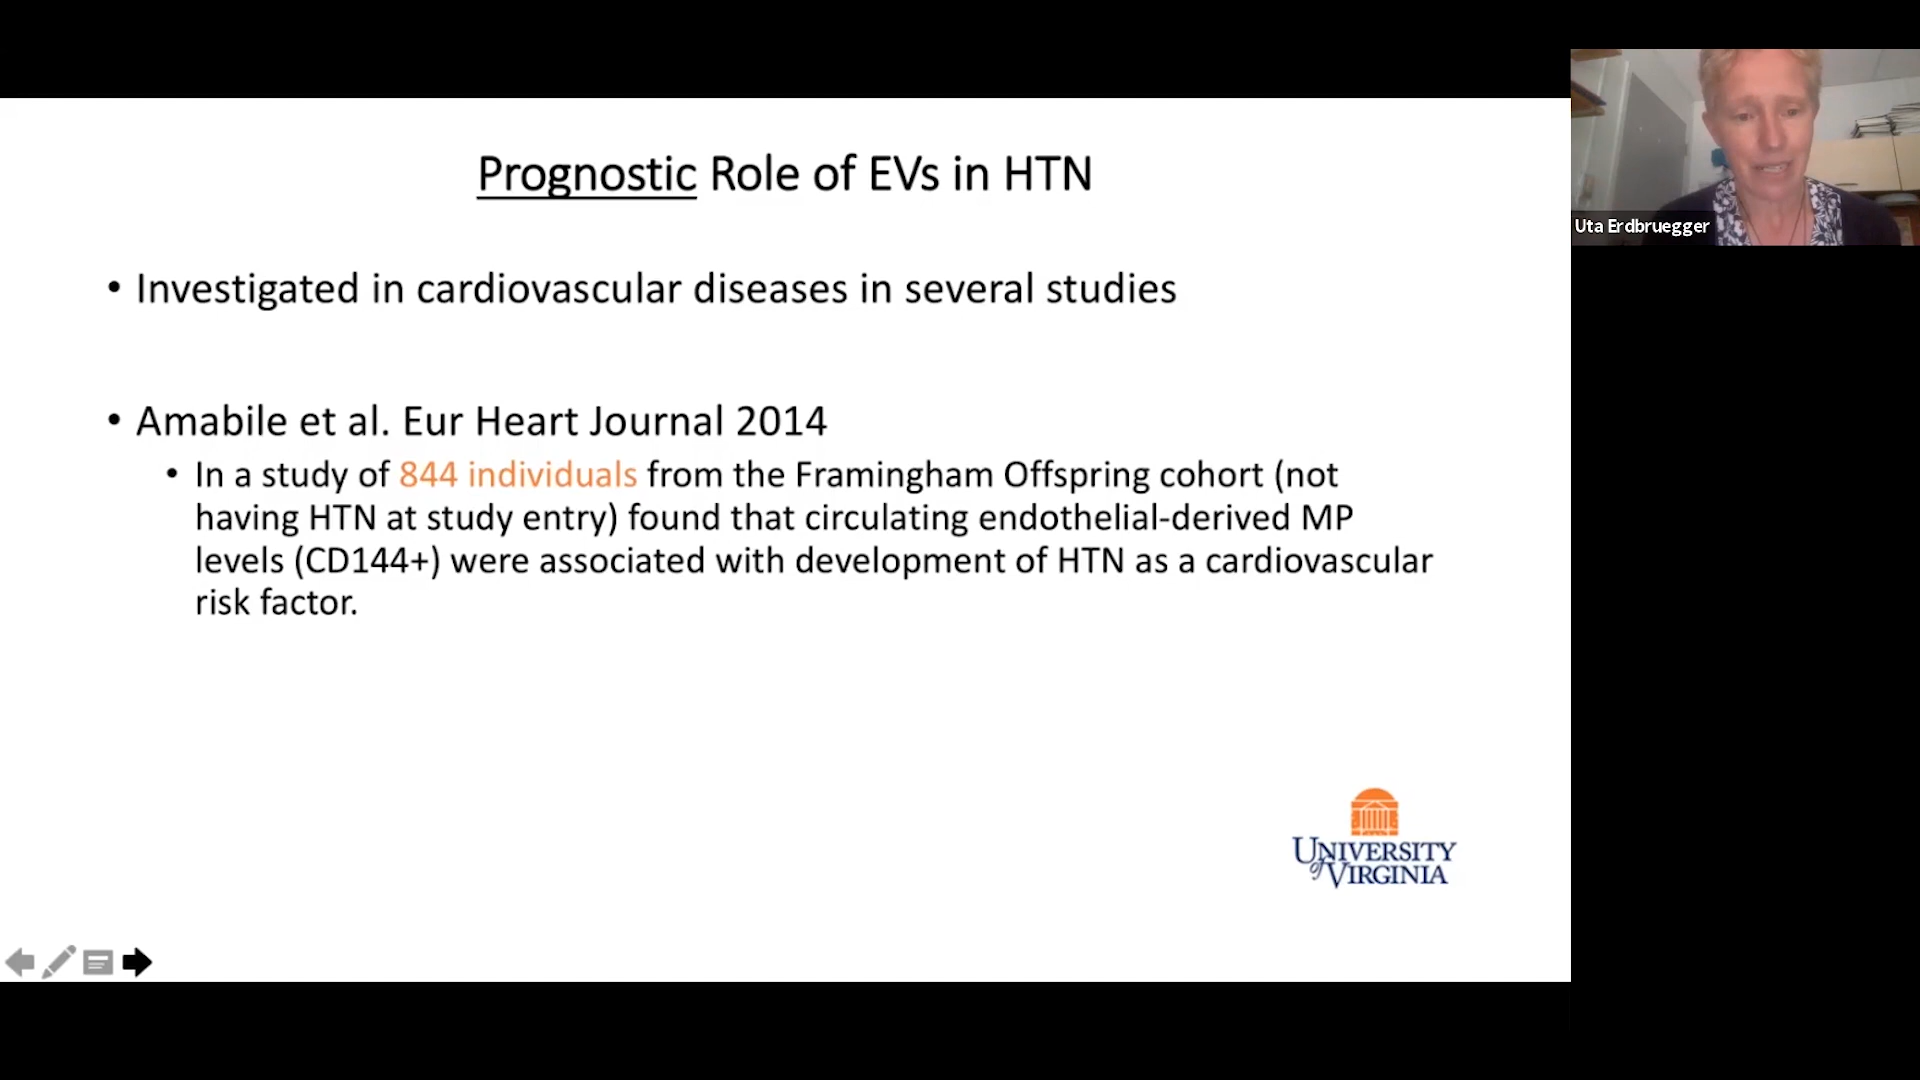 Prognostic Role of EVs in HTN
Uta Erdbruegger
• Investigated in cardiovascular diseases in several studies
• Amabile et al. Eur Heart Journal 2014
• In a study of 844 individuals from the Framingham Offspring cohort (not
having HTN at study entry) found that circulating endothelial-derived MP
levels (CD144+) were associated with development of HTN as a cardiovascular
risk factor.
UNIVERSITY
of VIRGINIA